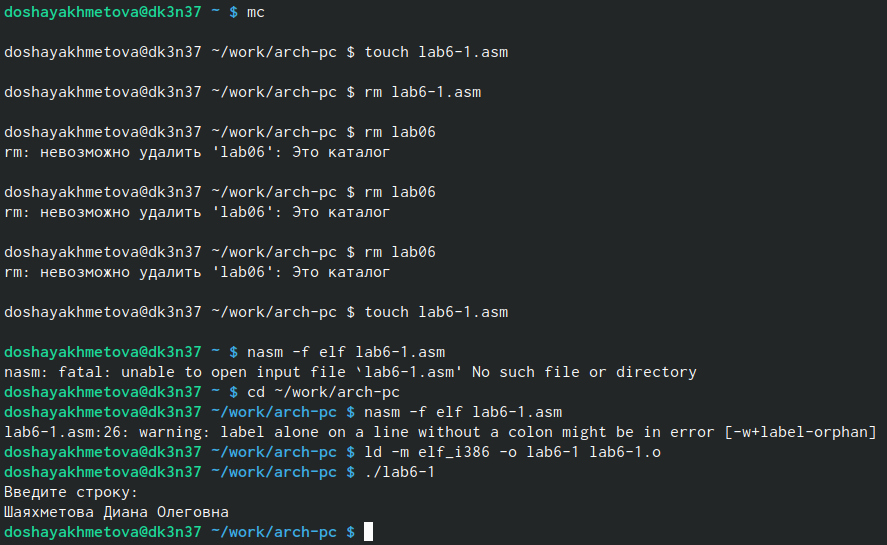 doshayakhmetova@dk3n37 ~ $ mc
doshayakhmetova@dk3n37 ~/work/arch-pc $ touch lab6-1.asm
doshayakhmetova@dk3n37 ~/work/arch-pc $ rm lab6-1.asm
doshayakhmetova@dk3n37 ~/work/arch-pc $ rm lab06
rm: невозможно удалить 'lab06': Это каталог
doshayakhmetova@dk3n37 ~/work/arch-pc $ rm lab06
rm: невозможно удалить 'lab06': Это каталог
doshayakhmetova@dk3n37 ~/work/arch-pc $ rm lab06
rm: невозможно удалить 'lab06': Это каталог
doshayakhmetova@dk3n37 ~/work/arch-pc $ touch lab6-1.asm
doshayakhmetova@dk3n37 ~ $ nasm -f elf lab6-1.asm
nasm: fatal: unable to open input file `lab6-1.asm' No such file or directory
doshayakhmetova@dk3n37 ~ $ cd ~/work/arch-pc
doshayakhmetova@dk3n37 ~/work/arch-pc $ nasm -f elf lab6-1.asm
lab6-1.asm:26: warning: label alone on a line without a colon might be in error [-w+label-orphan]
doshayakhmetova@dk3n37 ~/work/arch-pc $ ld -m elf_i386 -o lab6-1 lab6-1.o
doshayakhmetova@dk3n37 ~/work/arch-pc $ ./lab6-1
Введите строку:
Шаяхметова Диана Олеговна
doshayakhmetova@dk3n37 ~/work/arch-pc $